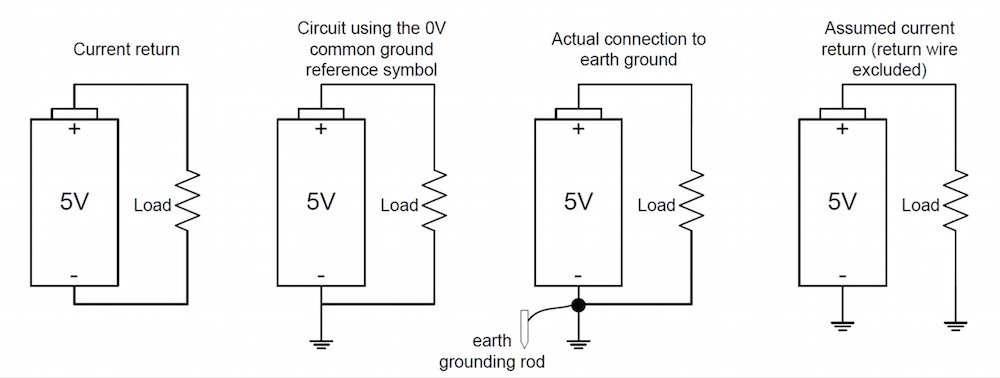 Current return
+
5V
Load
-
Circuit using the 0V
common ground
reference symbol
+
5V
Load
-
Actual connection to
earth ground
+
5V
Load
-
earth
grounding rod
Assumed current
return (return wire
excluded)
+
5V
Load
-